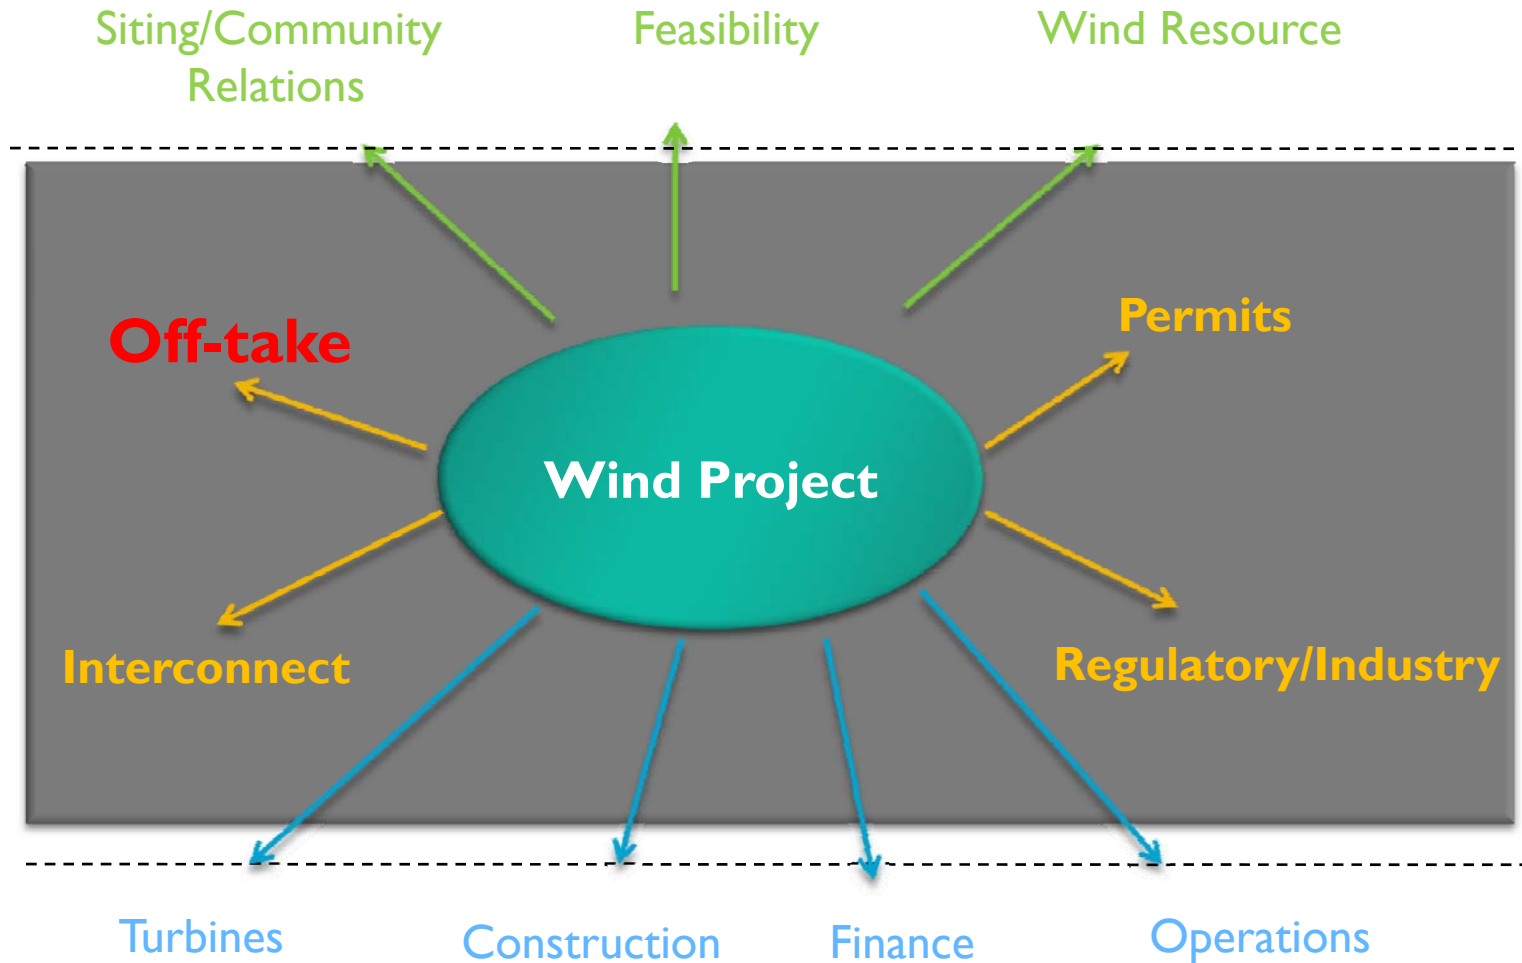 Siting/Community
Relations
Feasibility
Wind Resource
Off-take
Permits
Wind Project
Interconnect
Regulatory/Industry
Turbines
Construction
Finance
Operations